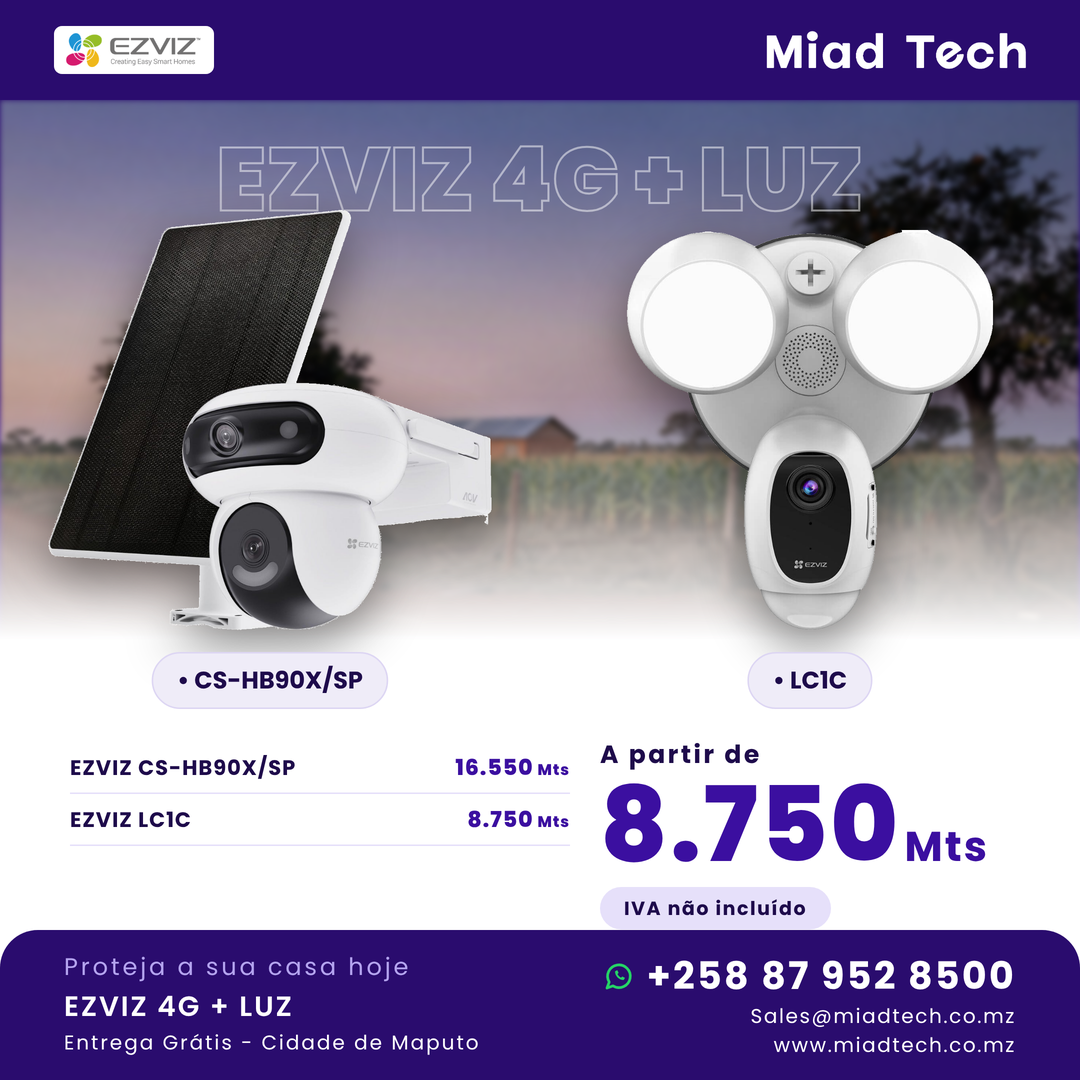 EZVIZ™
Creating Easy Smart Homes
Miad Tech
EZVIZ 4G + LUZ
AOV
EZVIZ
EZVIZ
• CS-HB90X/SP
• LC1C
EZVIZ CS-HB90X/SP 16.550 Mts
EZVIZ LC1C 8.750 Mts
A partir de
8.750 Mts
IVA não incluído
Proteja a sua casa hoje
EZVIZ 4G + LUZ
Entrega Grátis - Cidade de Maputo
+258 87 952 8500
Sales@miadtech.co.mz
www.miadtech.co.mz